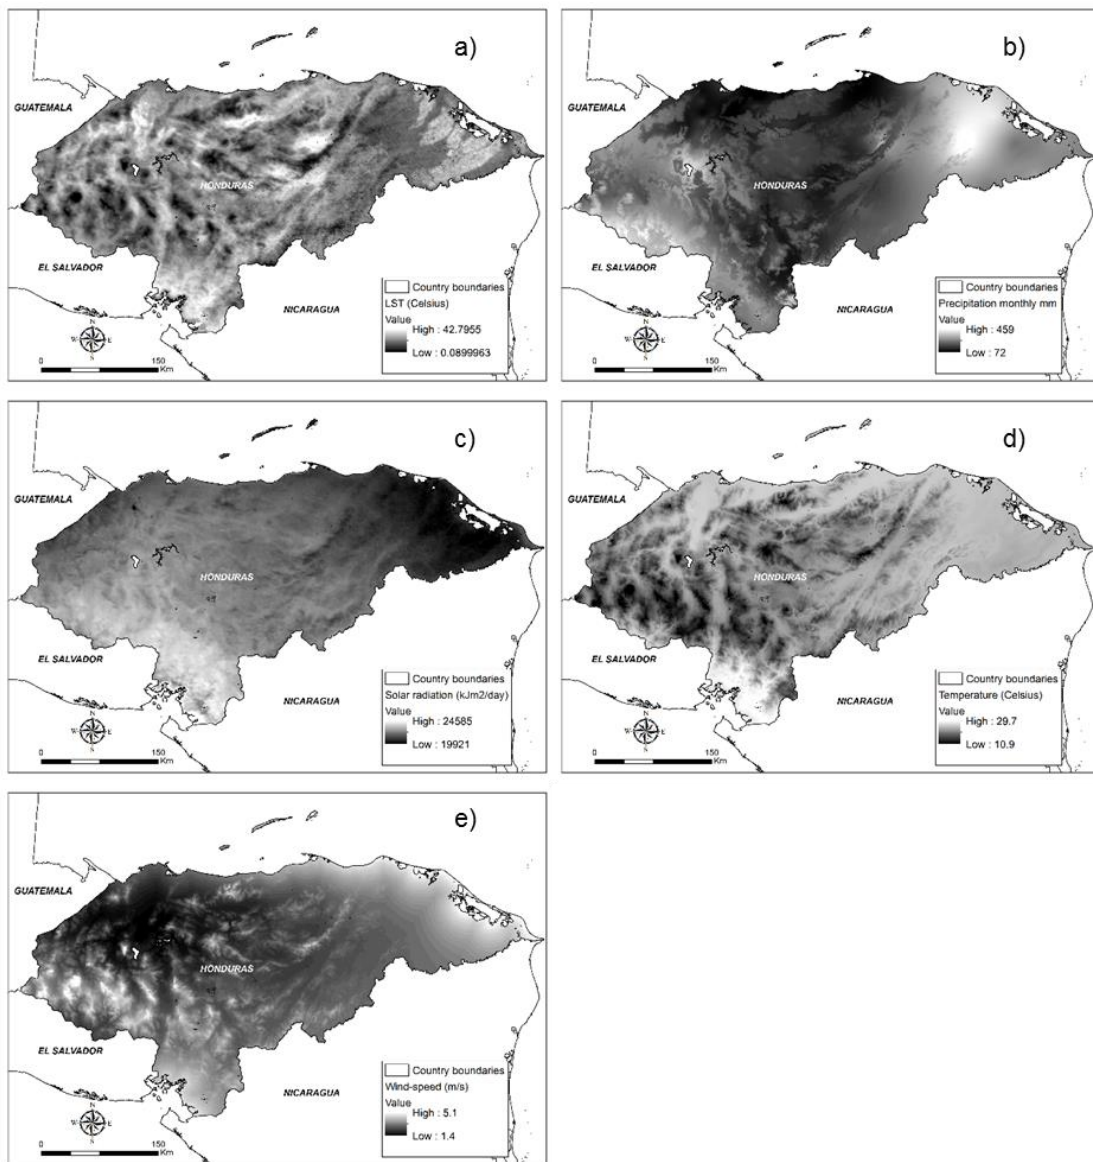 a)
GUATEMALA
HONDURAS
EL SALVADOR
NICARAGUA
Country boundaries
LST (Celsius)
Value
High : 42.7955
Low : 0.0899963
N
W E
S
0 150
Km
b)
GUATEMALA
HONDURAS
EL SALVADOR
NICARAGUA
Country boundaries
Precipitation monthly mm
Value
High : 459
Low : 72
N
W E
S
0 150
Km
c)
GUATEMALA
HONDURAS
EL SALVADOR
NICARAGUA
Country boundaries
Solar radiation (kJm2/day)
Value
High : 24585
Low : 19921
N
W E
S
0 150
Km
d)
GUATEMALA
HONDURAS
EL SALVADOR
NICARAGUA
Country boundaries
Temperature (Celsius)
Value
High : 29.7
Low : 10.9
N
W E
S
0 150
Km
e)
GUATEMALA
HONDURAS
EL SALVADOR
NICARAGUA
Country boundaries
Wind-speed (m/s)
Value
High : 5.1
Low : 1.4
N
W E
S
0 150
Km